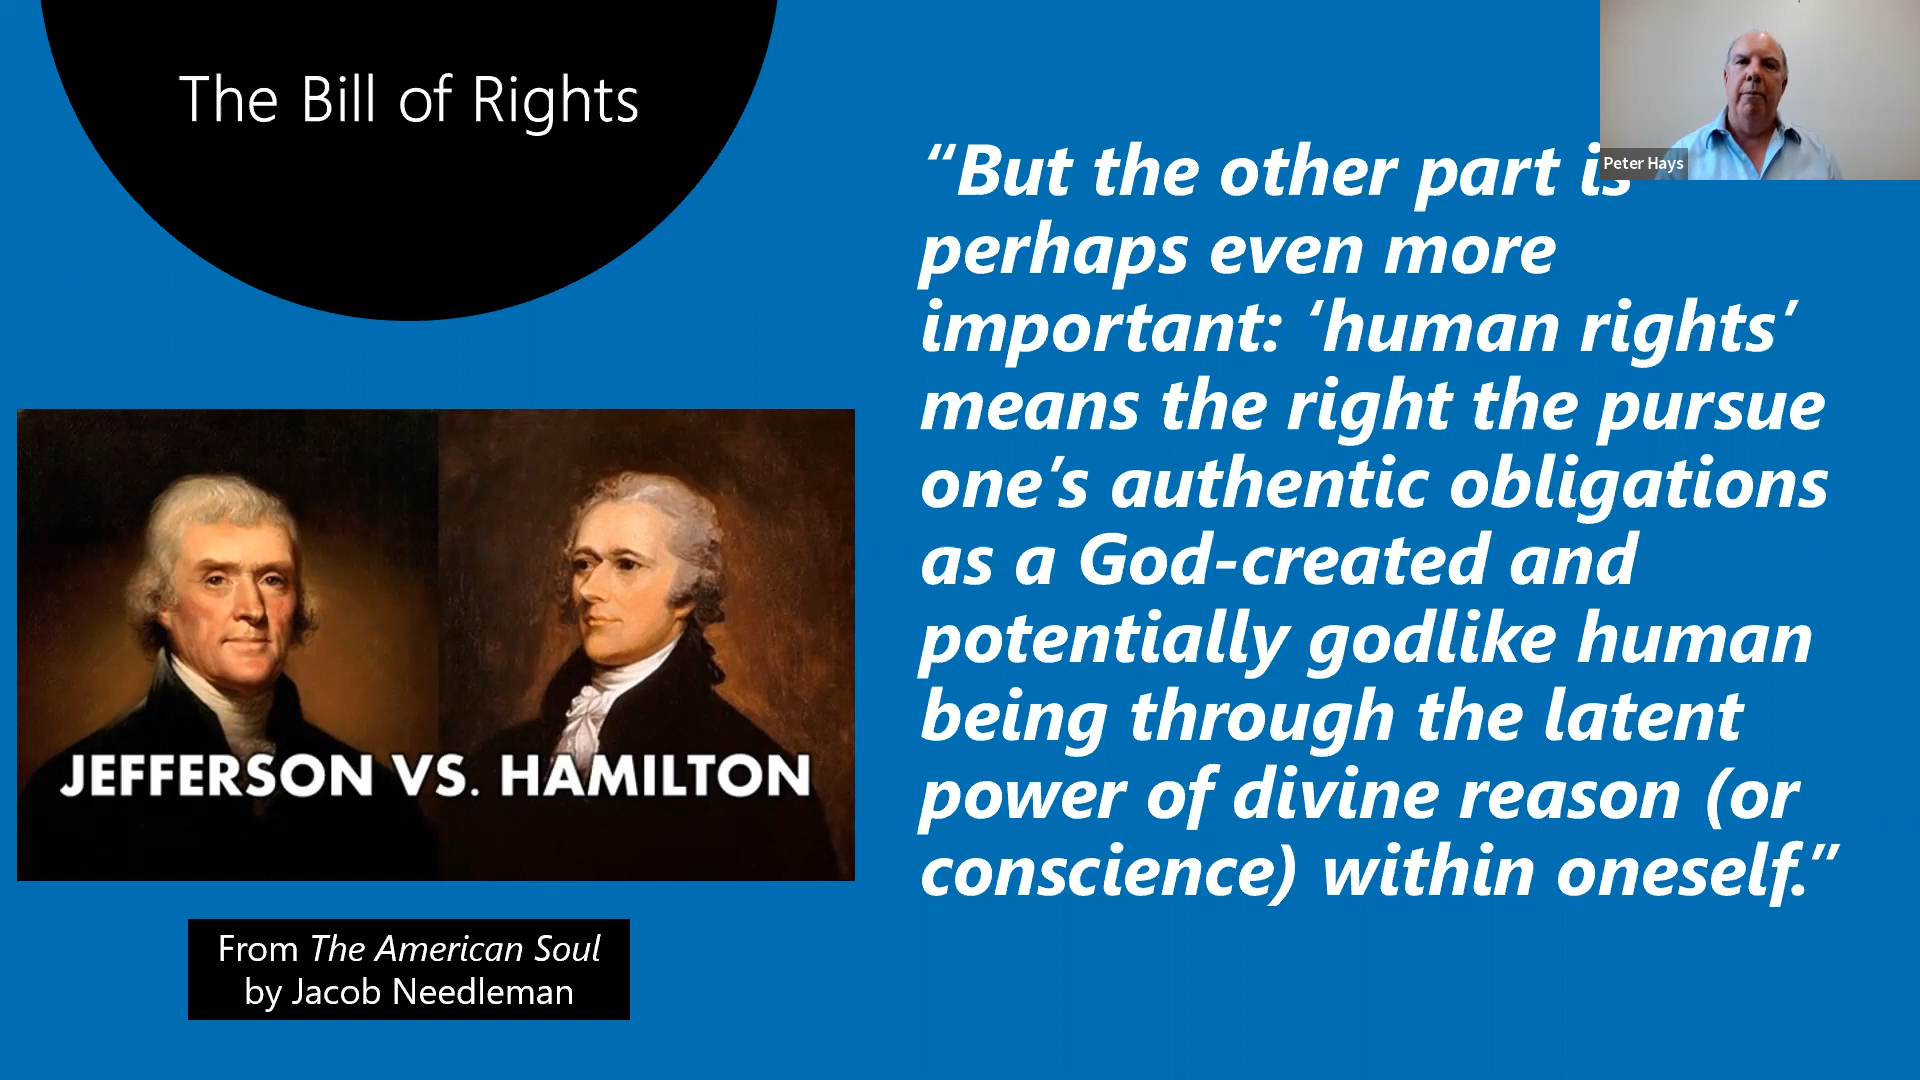 The Bill of Rights
Peter Hays
“But the other part is
perhaps even more
important: ‘human rights’
means the right the pursue
one’s authentic obligations
as a God-created and
potentially godlike human
being through the latent
power of divine reason (or
conscience) within oneself.”
JEFFERSON VS. HAMILTON
From The American Soul
by Jacob Needleman